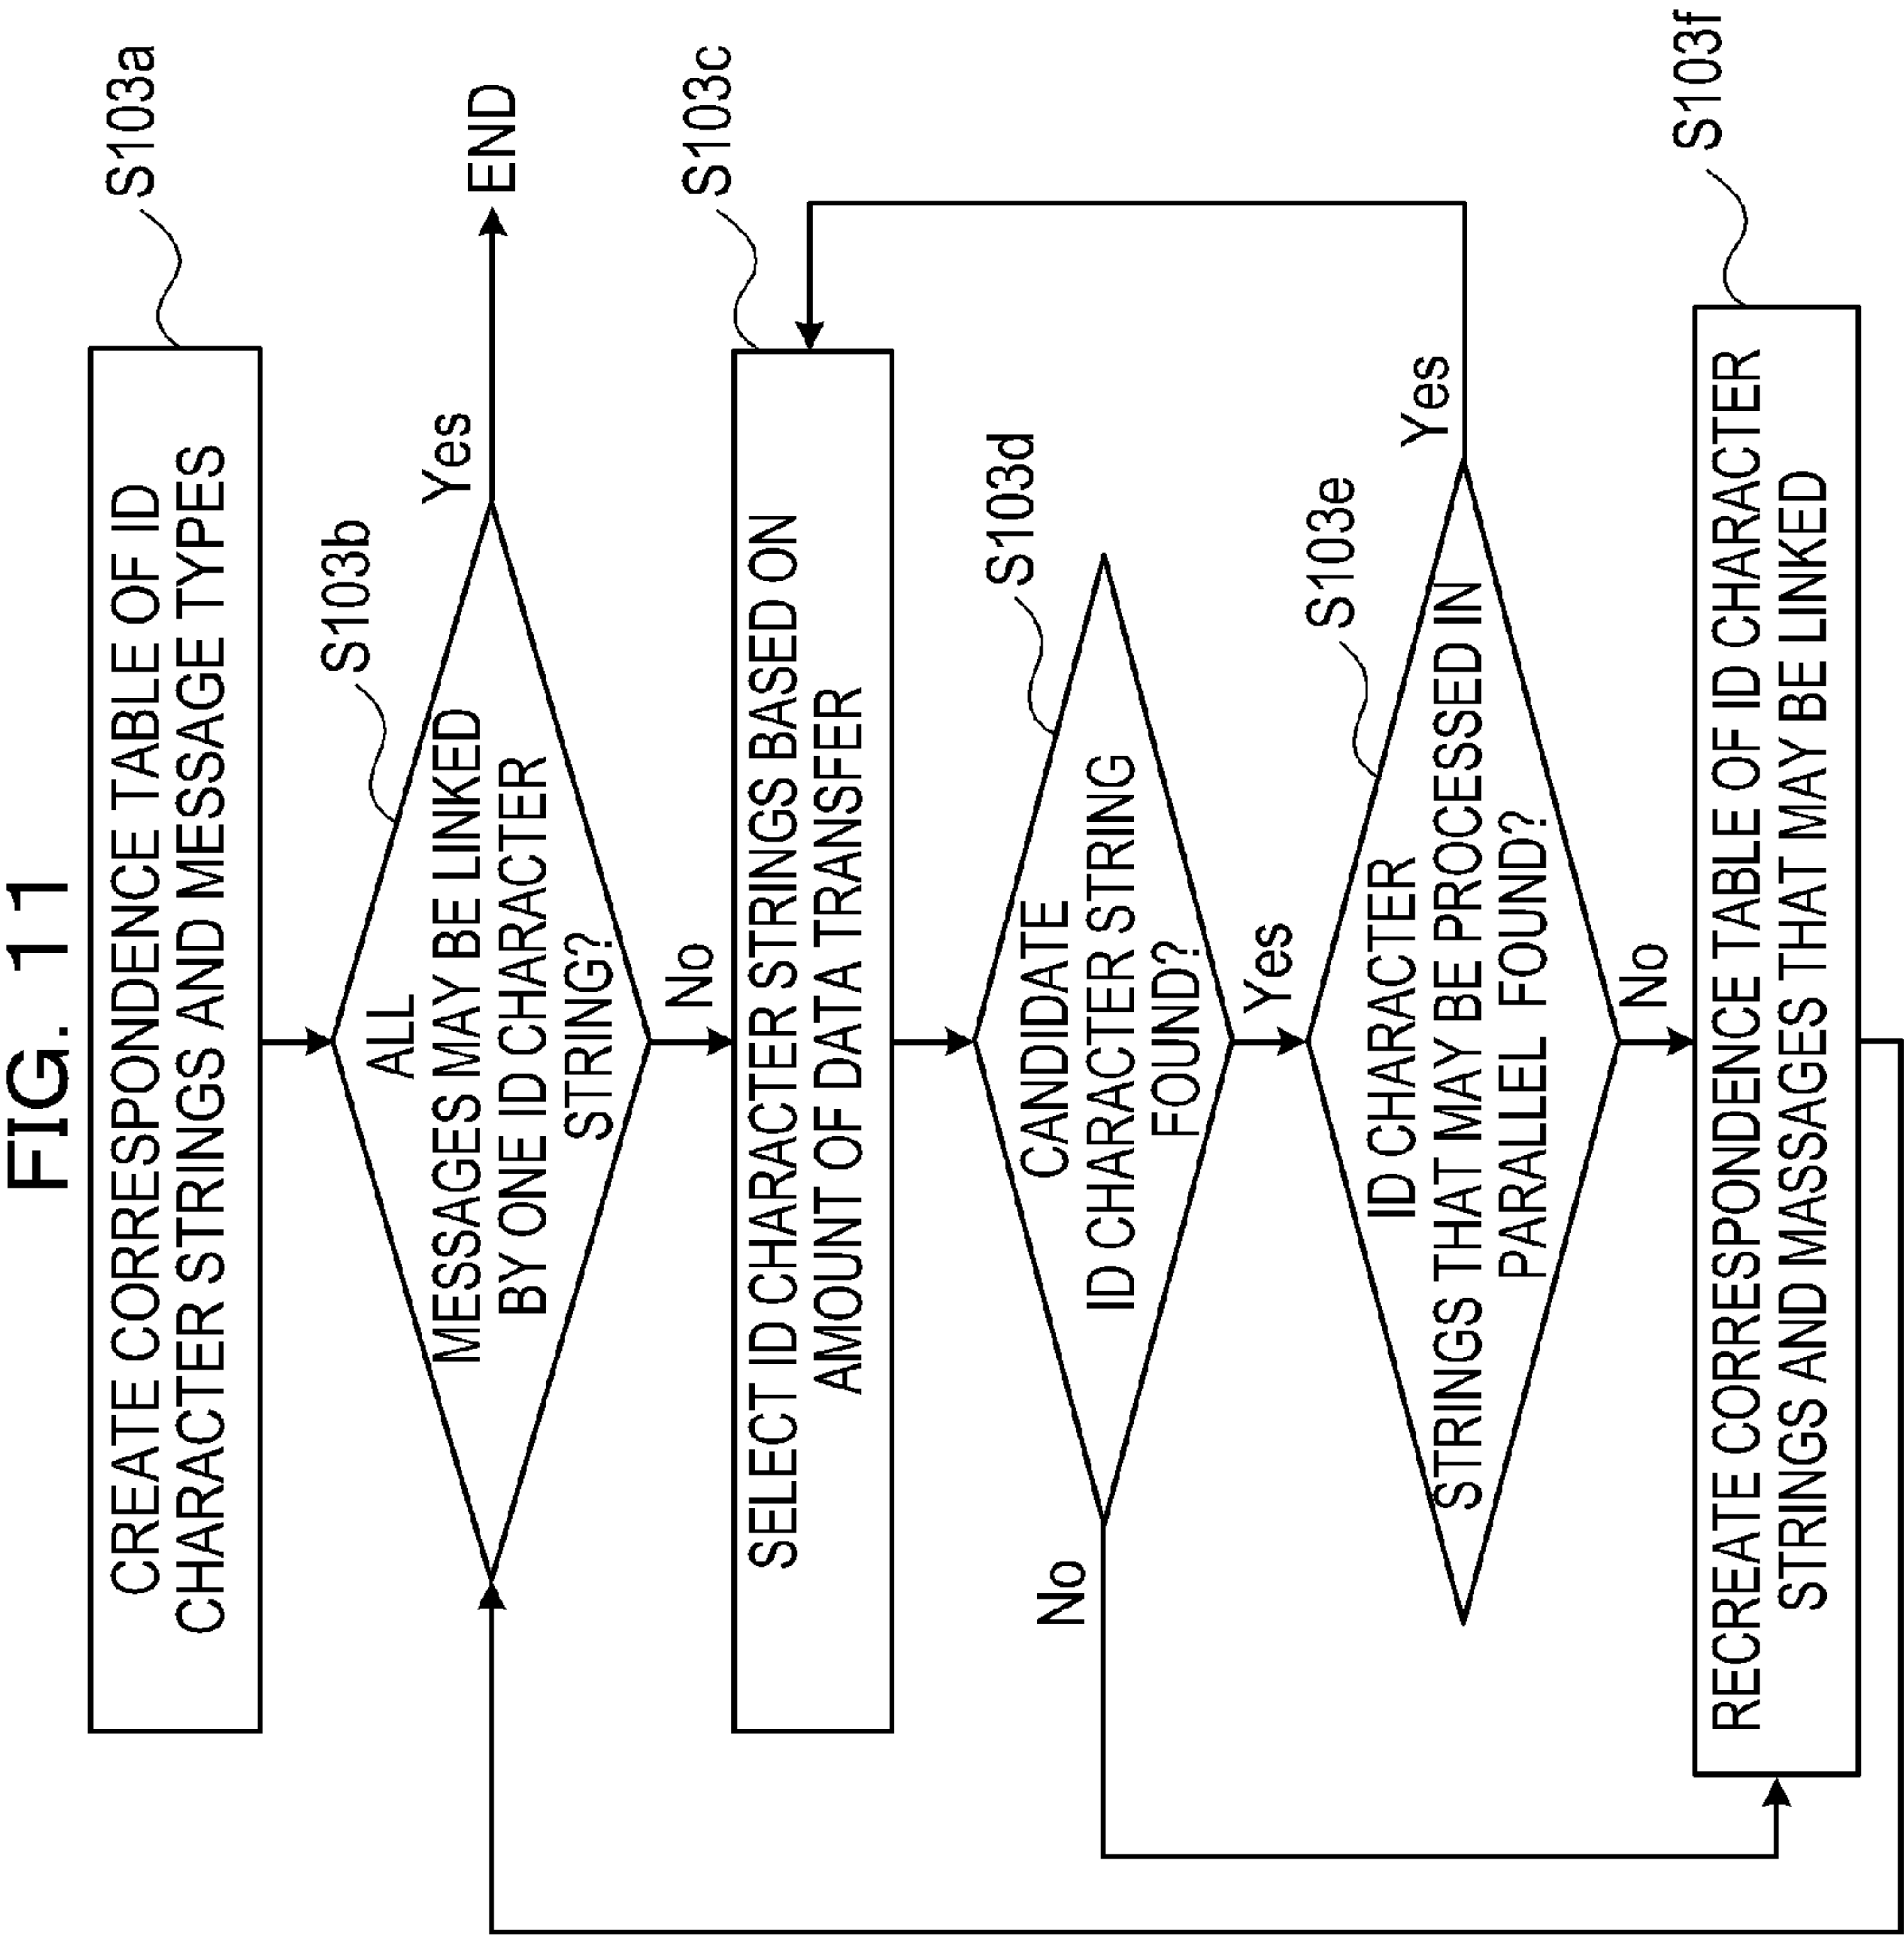 FIG. 11
S103a
CREATE CORRESPONDENCE TABLE OF ID
CHARACTER STRINGS AND MESSAGE TYPES
S103b
ALL
MESSAGES MAY BE LINKED
BY ONE ID CHARACTER
STRING?
Yes
END
No
S103c
SELECT ID CHARACTER STRINGS BASED ON
AMOUNT OF DATA TRANSFER
S103d
CANDIDATE
ID CHARACTER STRING
FOUND?
No
Yes
S103e
ID CHARACTER
STRINGS THAT MAY BE PROCESSED IN
PARALLEL FOUND?
Yes
No
S103f
RECREATE CORRESPONDENCE TABLE OF ID CHARACTER
STRINGS AND MASSAGES THAT MAY BE LINKED